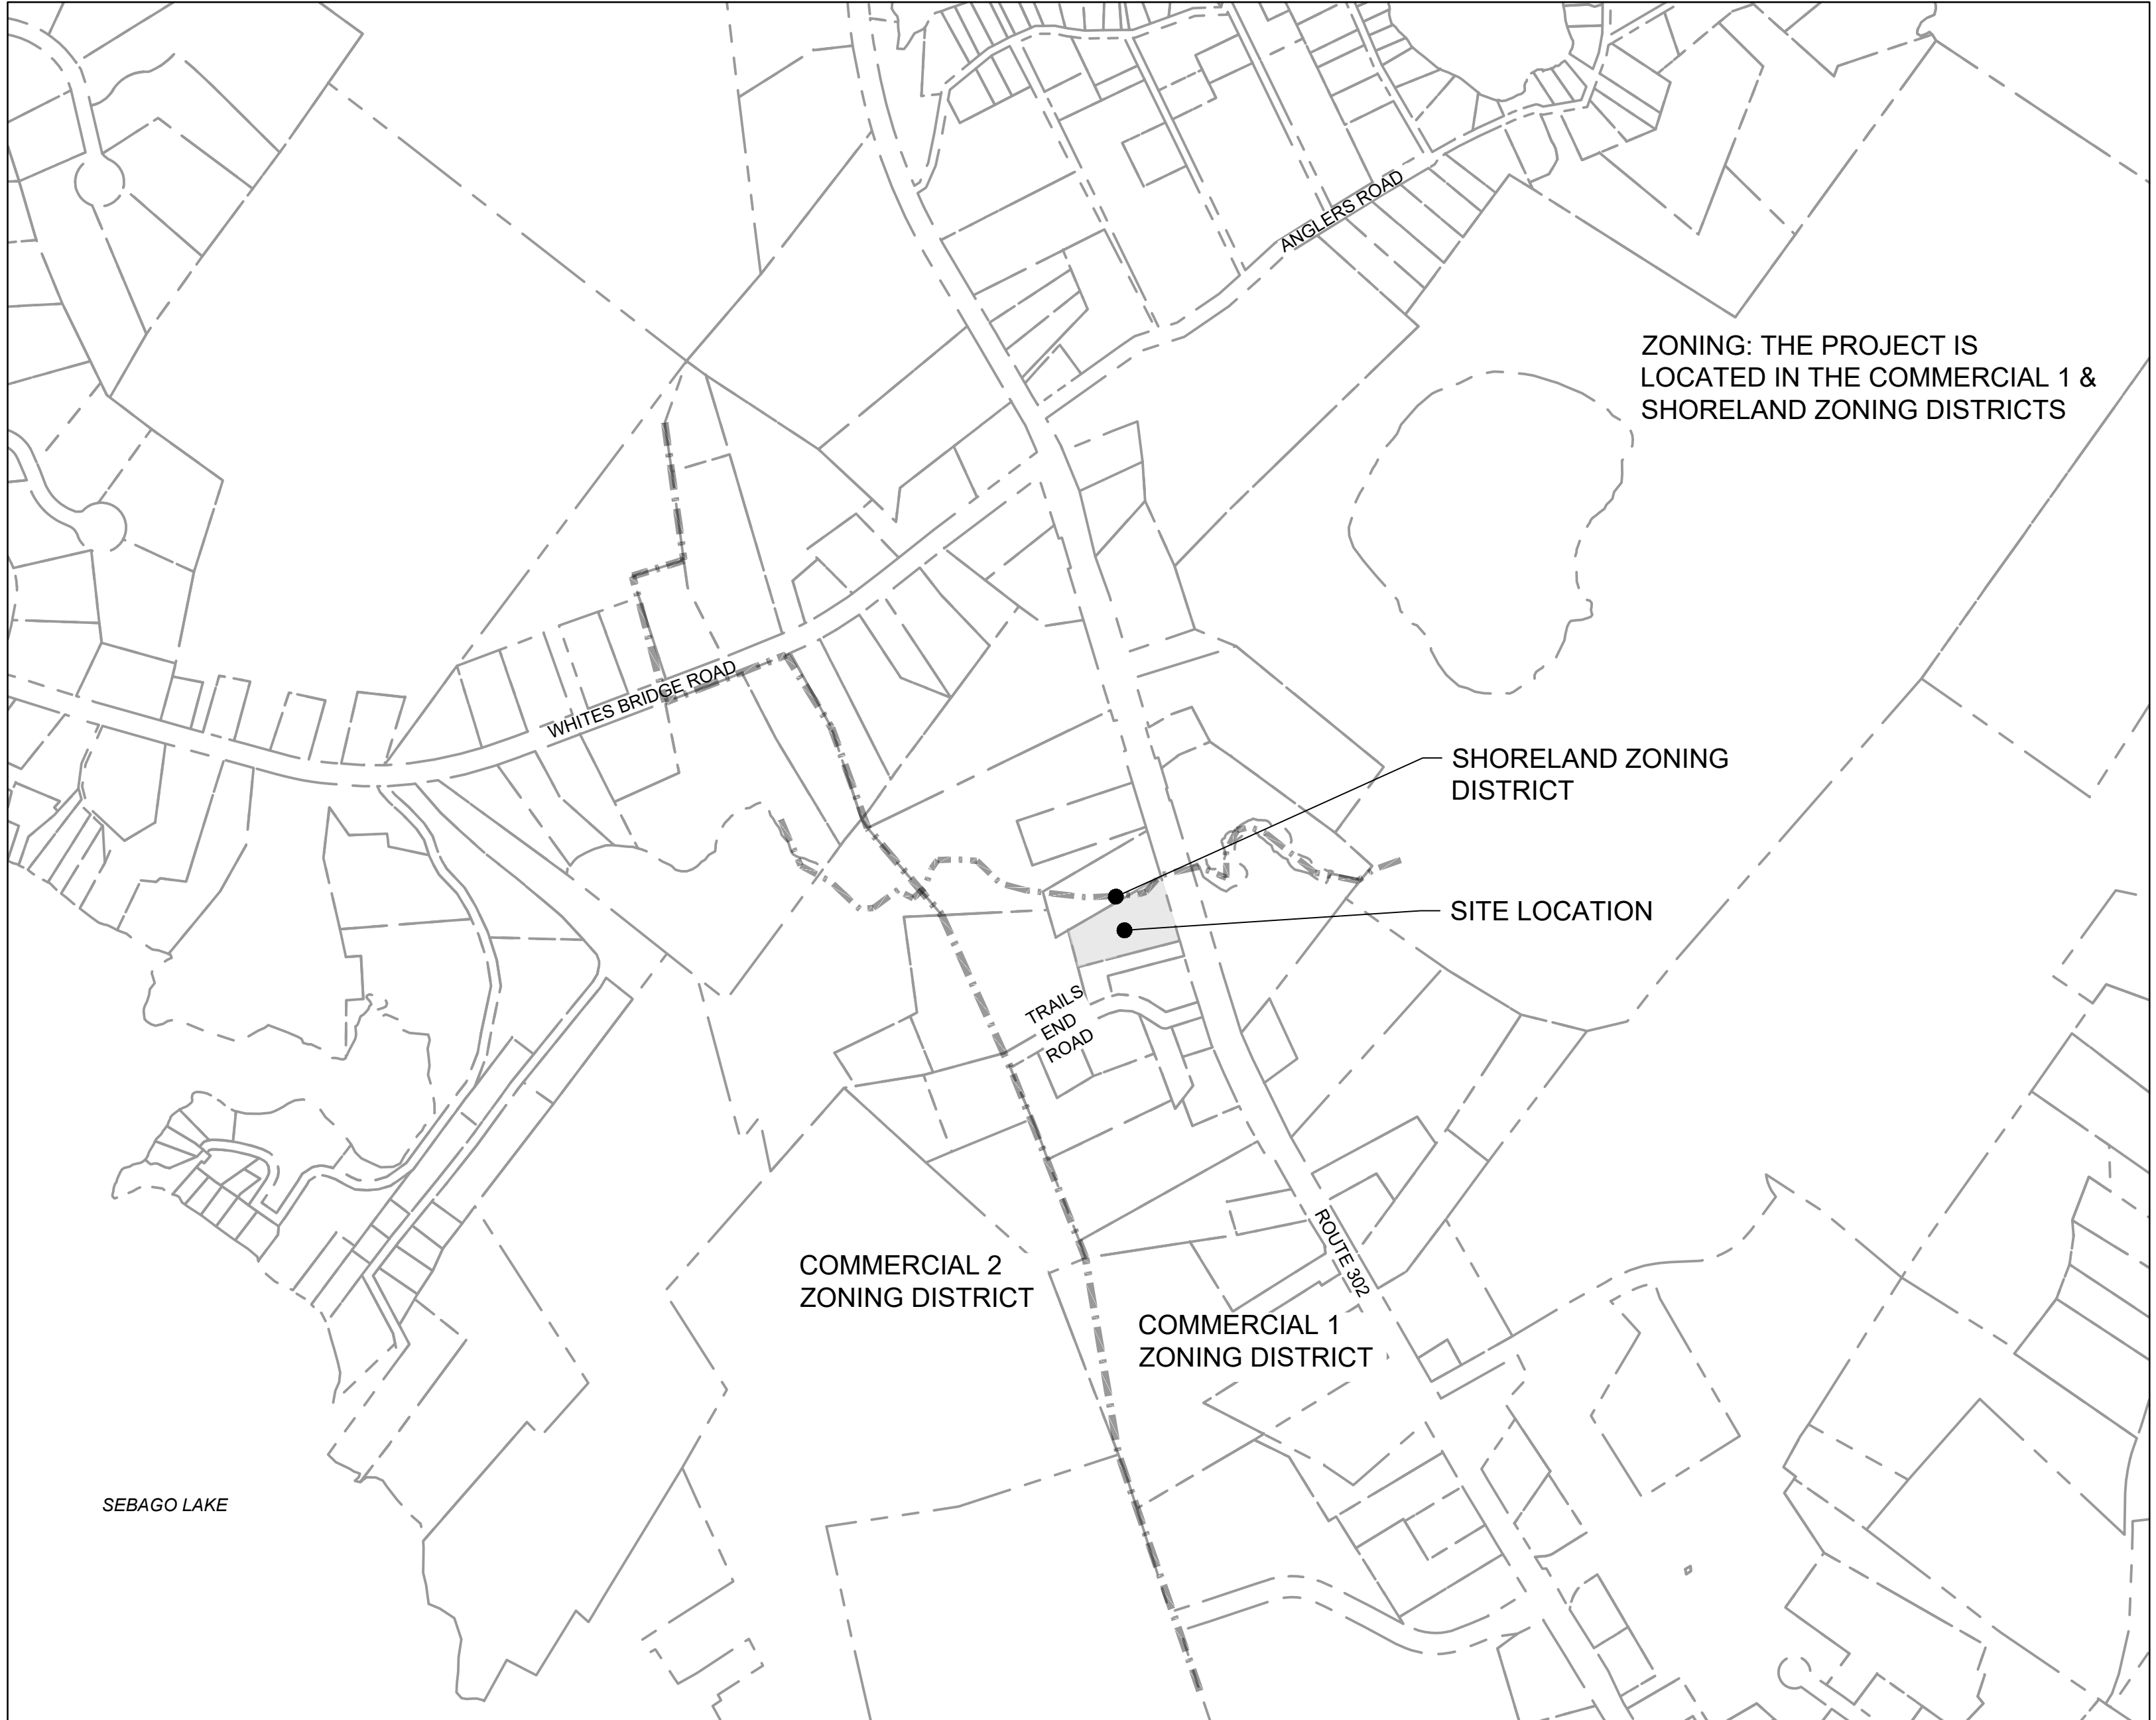 ANGLERS ROAD
ZONING: THE PROJECT IS
LOCATED IN THE COMMERCIAL 1 &
SHORELAND ZONING DISTRICTS
WHITES BRIDGE ROAD
SHORELAND ZONING
DISTRICT
SITE LOCATION
TRAILS
END
ROAD
ROUTE 302
COMMERCIAL 2
ZONING DISTRICT
COMMERCIAL 1
ZONING DISTRICT
SEBAGO LAKE